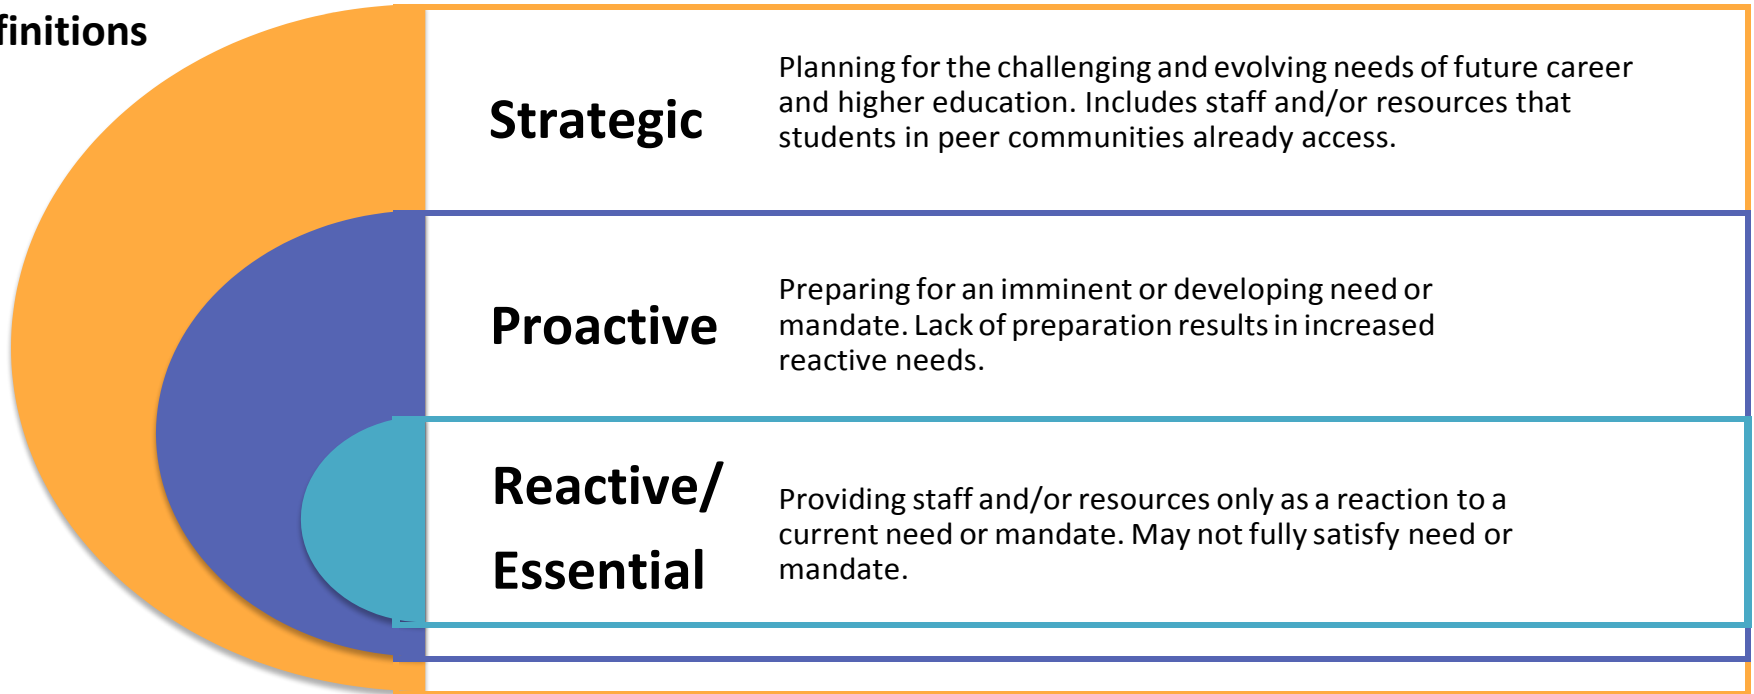 finitions
Strategic
Planning for the challenging and evolving needs of future career
and higher education. Includes staff and/or resources that
students in peer communities already access.
Proactive
Preparing for an imminent or developing need or
mandate. Lack of preparation results in increased
reactive needs.
Reactive/
Essential
Providing staff and/or resources only as a reaction to a
current need or mandate. May not fully satisfy need or
mandate.